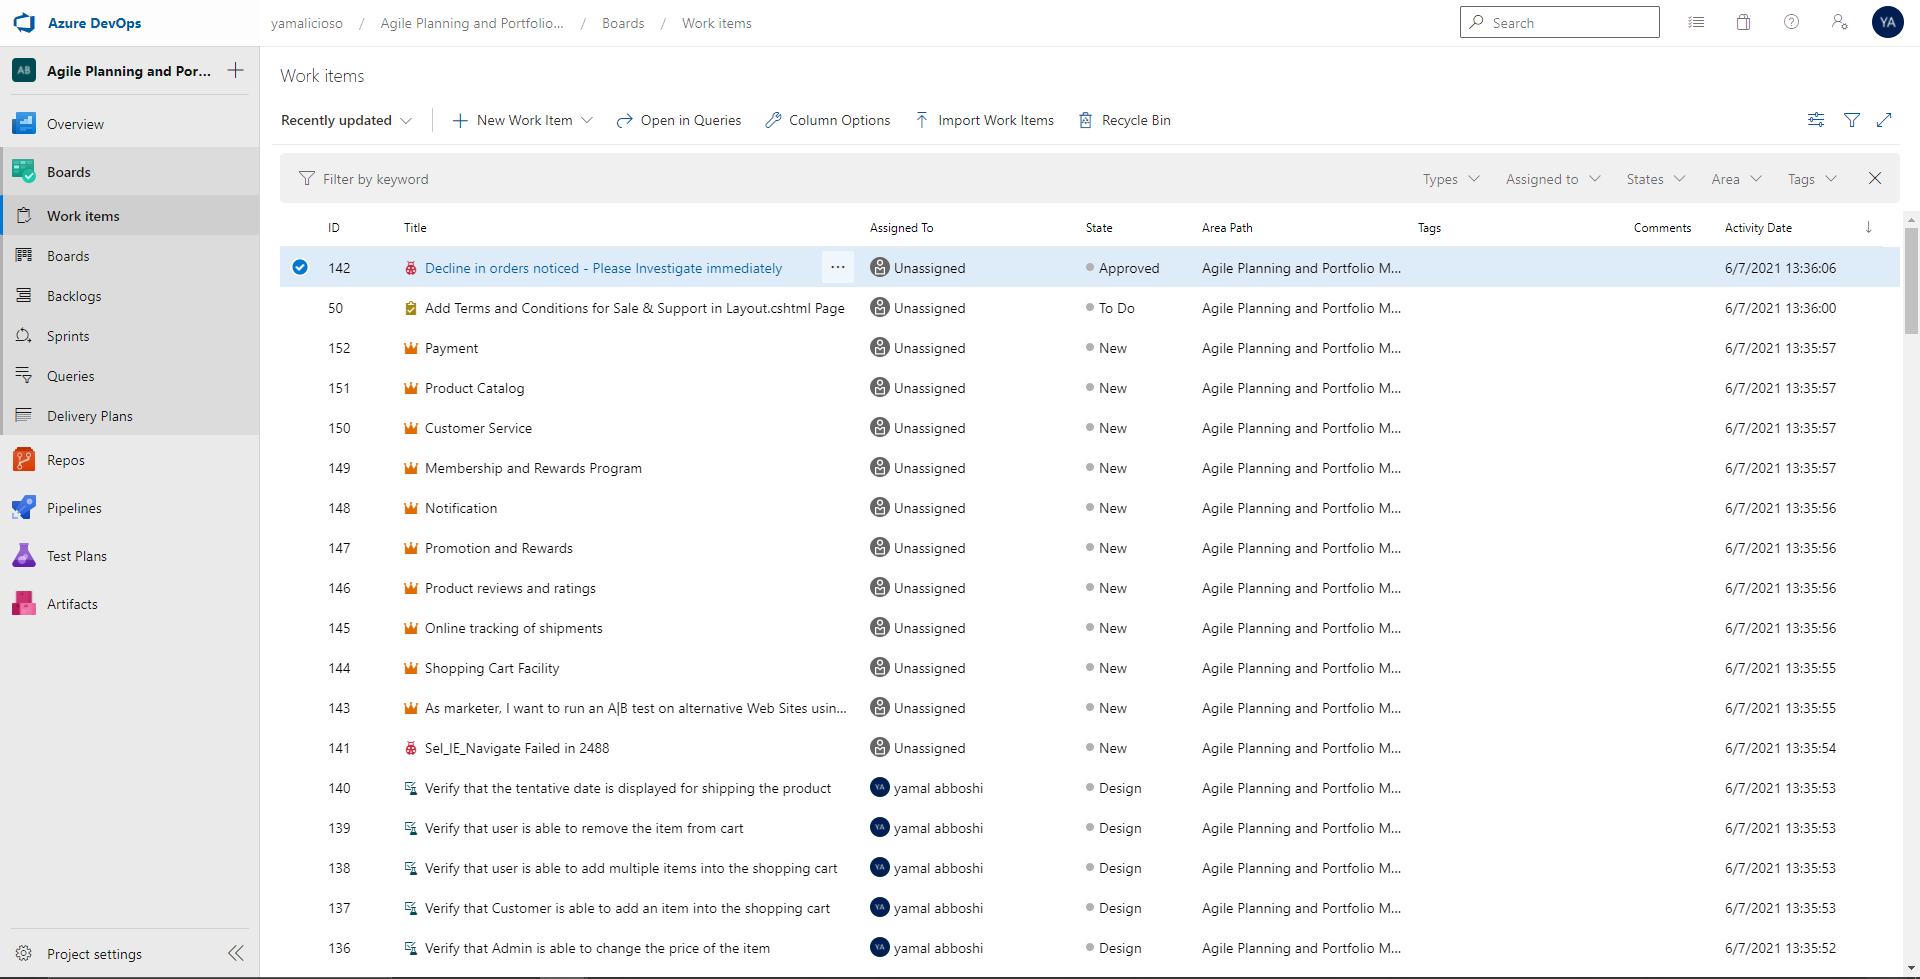 Azure DevOps
yamalicioso / Agile Planning and Portfolio... / Boards / Work items
Search
YA
AB Agile Planning and Por...
Overview
Boards
Work items
Boards
Backlogs
Sprints
Queries
Delivery Plans
Repos
Pipelines
Test Plans
Artifacts
Project settings
Work items
Recently updated New Work Item Open in Queries Column Options Import Work Items Recycle Bin
Filter by keyword Types Assigned to States Area Tags
ID Title Assigned To State Area Path Tags Comments Activity Date
142 Decline in orders noticed - Please Investigate immediately ... Unassigned Approved Agile Planning and Portfolio M... 6/7/2021 13:36:06
50 Add Terms and Conditions for Sale & Support in Layout.cshtml Page Unassigned To Do Agile Planning and Portfolio M... 6/7/2021 13:36:00
152 Payment Unassigned New Agile Planning and Portfolio M... 6/7/2021 13:35:57
151 Product Catalog Unassigned New Agile Planning and Portfolio M... 6/7/2021 13:35:57
150 Customer Service Unassigned New Agile Planning and Portfolio M... 6/7/2021 13:35:57
149 Membership and Rewards Program Unassigned New Agile Planning and Portfolio M... 6/7/2021 13:35:57
148 Notification Unassigned New Agile Planning and Portfolio M... 6/7/2021 13:35:56
147 Promotion and Rewards Unassigned New Agile Planning and Portfolio M... 6/7/2021 13:35:56
146 Product reviews and ratings Unassigned New Agile Planning and Portfolio M... 6/7/2021 13:35:56
145 Online tracking of shipments Unassigned New Agile Planning and Portfolio M... 6/7/2021 13:35:56
144 Shopping Cart Facility Unassigned New Agile Planning and Portfolio M... 6/7/2021 13:35:55
143 As marketer, I want to run an A|B test on alternative Web Sites usin... Unassigned New Agile Planning and Portfolio M... 6/7/2021 13:35:55
141 Sel_IE_Navigate Failed in 2488 Unassigned New Agile Planning and Portfolio M... 6/7/2021 13:35:54
140 Verify that the tentative date is displayed for shipping the product YA yamal abboshi Design Agile Planning and Portfolio M... 6/7/2021 13:35:53
139 Verify that user is able to remove the item from cart YA yamal abboshi Design Agile Planning and Portfolio M... 6/7/2021 13:35:53
138 Verify that user is able to add multiple items into the shopping cart YA yamal abboshi Design Agile Planning and Portfolio M... 6/7/2021 13:35:53
137 Verify that Customer is able to add an item into the shopping cart YA yamal abboshi Design Agile Planning and Portfolio M... 6/7/2021 13:35:53
136 Verify that Admin is able to change the price of the item YA yamal abboshi Design Agile Planning and Portfolio M... 6/7/2021 13:35:52